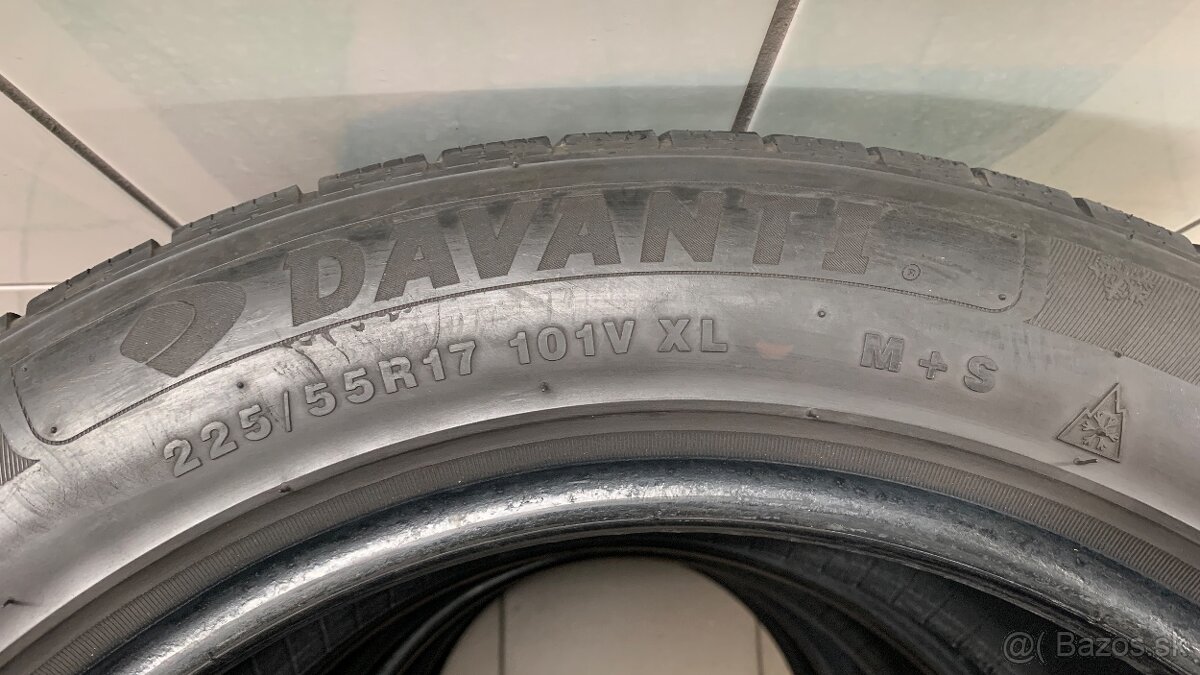 DAVANTI ®
225/55R17 101V XL M+S
@( Bazos.sk